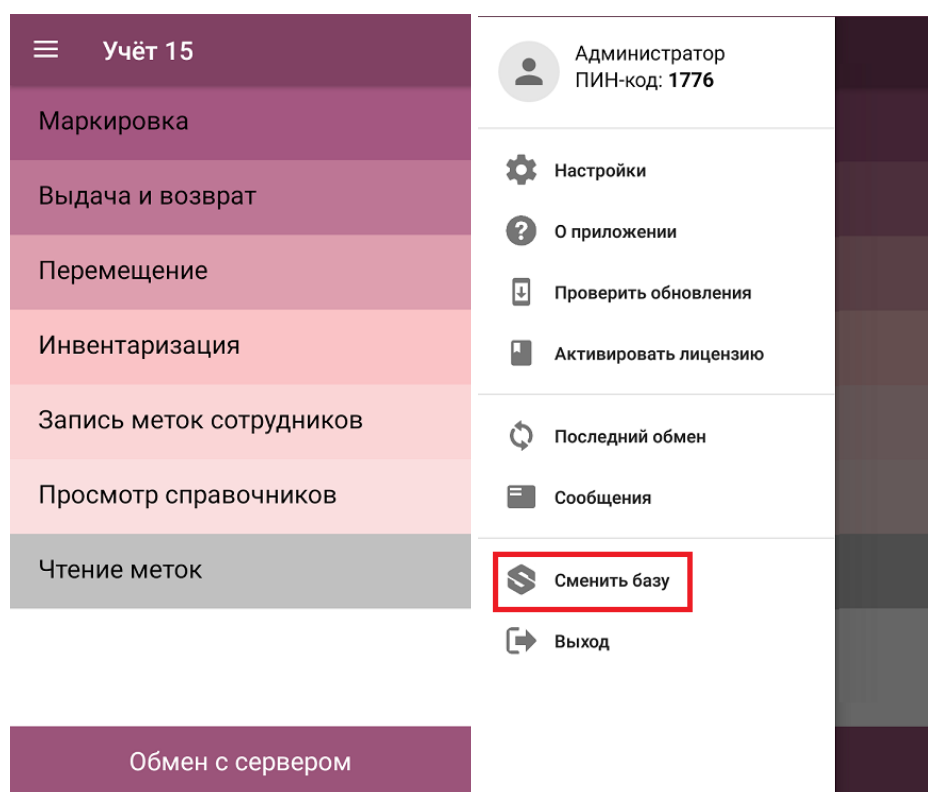 Учёт 15
Маркировка
Выдача и возврат
Перемещение
Инвентаризация
Запись меток сотрудников
Просмотр справочников
Чтение меток
Обмен с сервером
Администратор
ПИН-код: 1776
Настройки
О приложении
Проверить обновления
Активировать лицензию
Последний обмен
Сообщения
Сменить базу
Выход